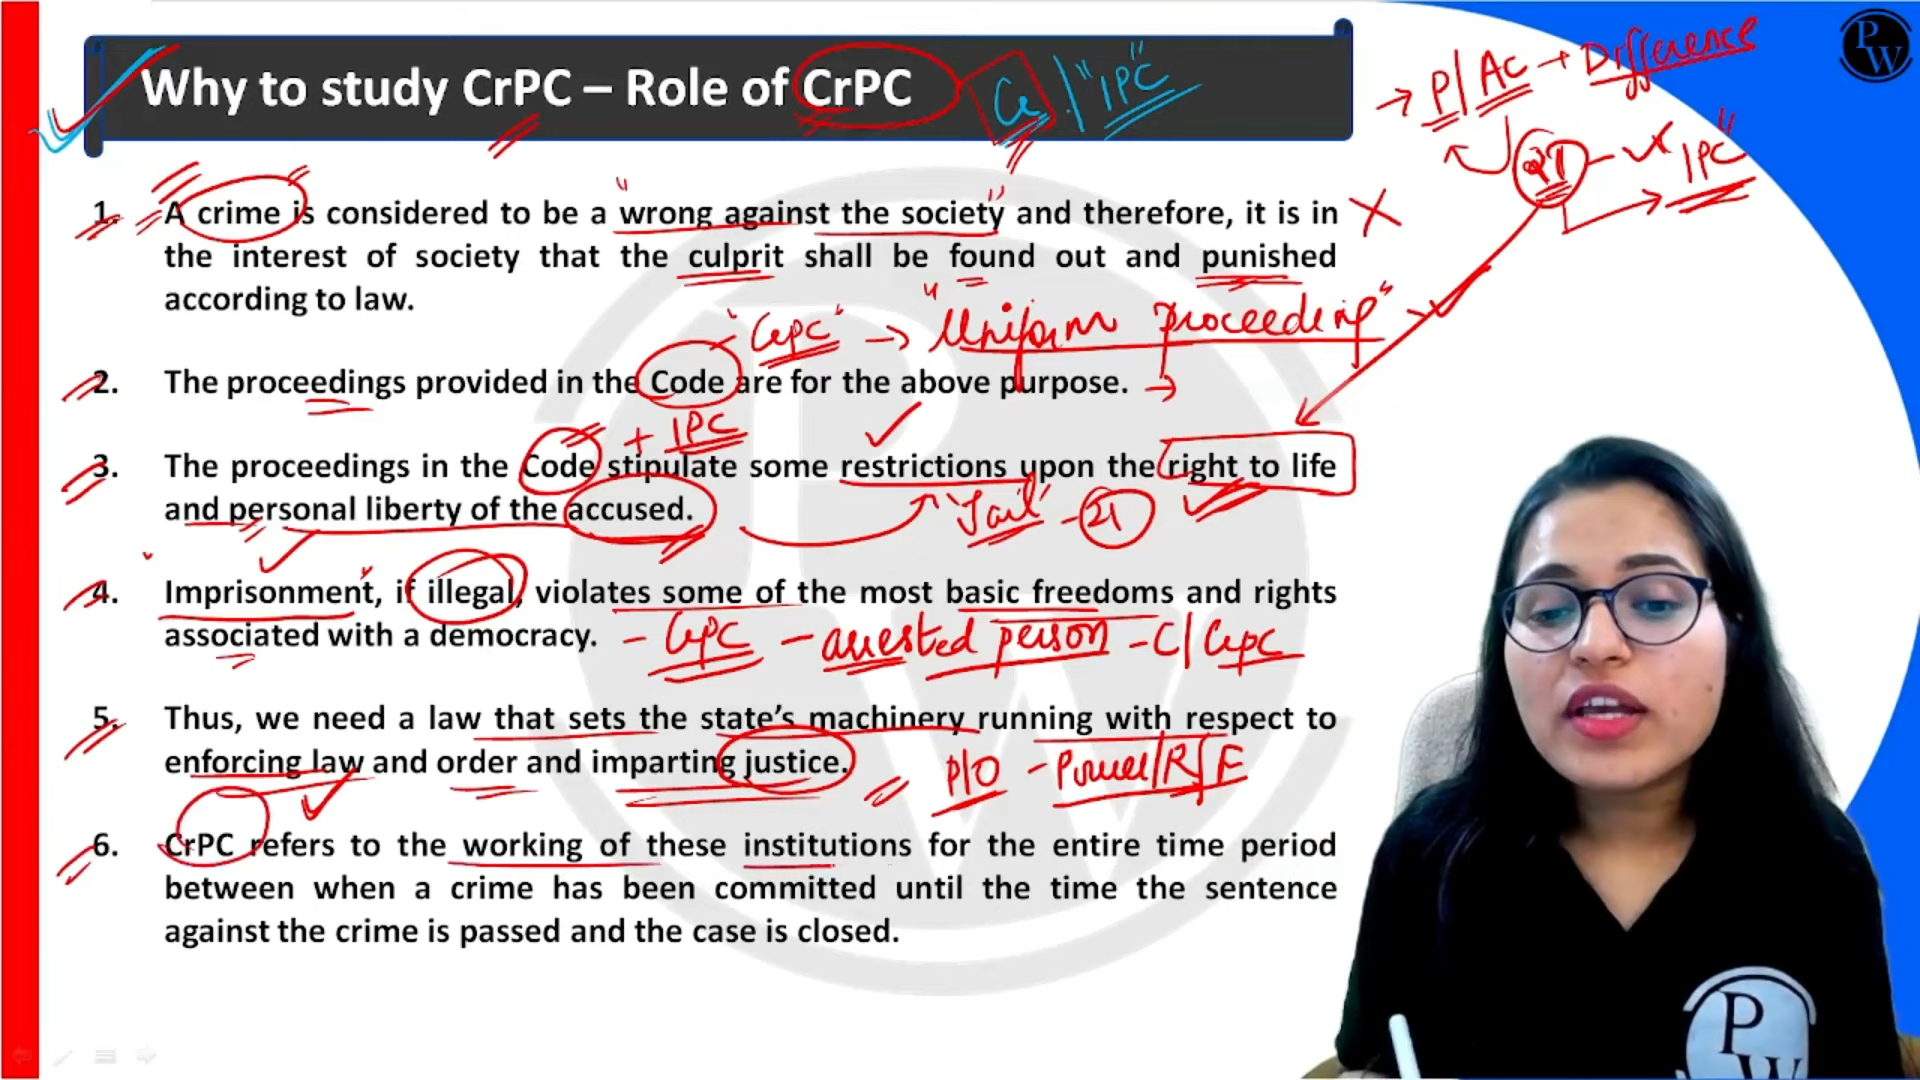 Why to study CrPC – Role of CrPC
Cr / "IPC"
→ P/Ac → Difference
21 - IPC"
1. A crime is considered to be a wrong against the society and therefore, it is in
the interest of society that the culprit shall be found out and punished
according to law.
"CrPC" → "Uniform proceeding"
2. The proceedings provided in the Code are for the above purpose.
+ IPC
3. The proceedings in the Code stipulate some restrictions upon the right to life
and personal liberty of the accused.
"Jail" - 21
4. Imprisonment, if illegal, violates some of the most basic freedoms and rights
associated with a democracy.
- CrPC - arrested person - C/CrPC
5. Thus, we need a law that sets the state's machinery running with respect to
enforcing law and order and imparting justice.
P/O - Power/R/F
6. CrPC refers to the working of these institutions for the entire time period
between when a crime has been committed until the time the sentence
against the crime is passed and the case is closed.
PW
PW